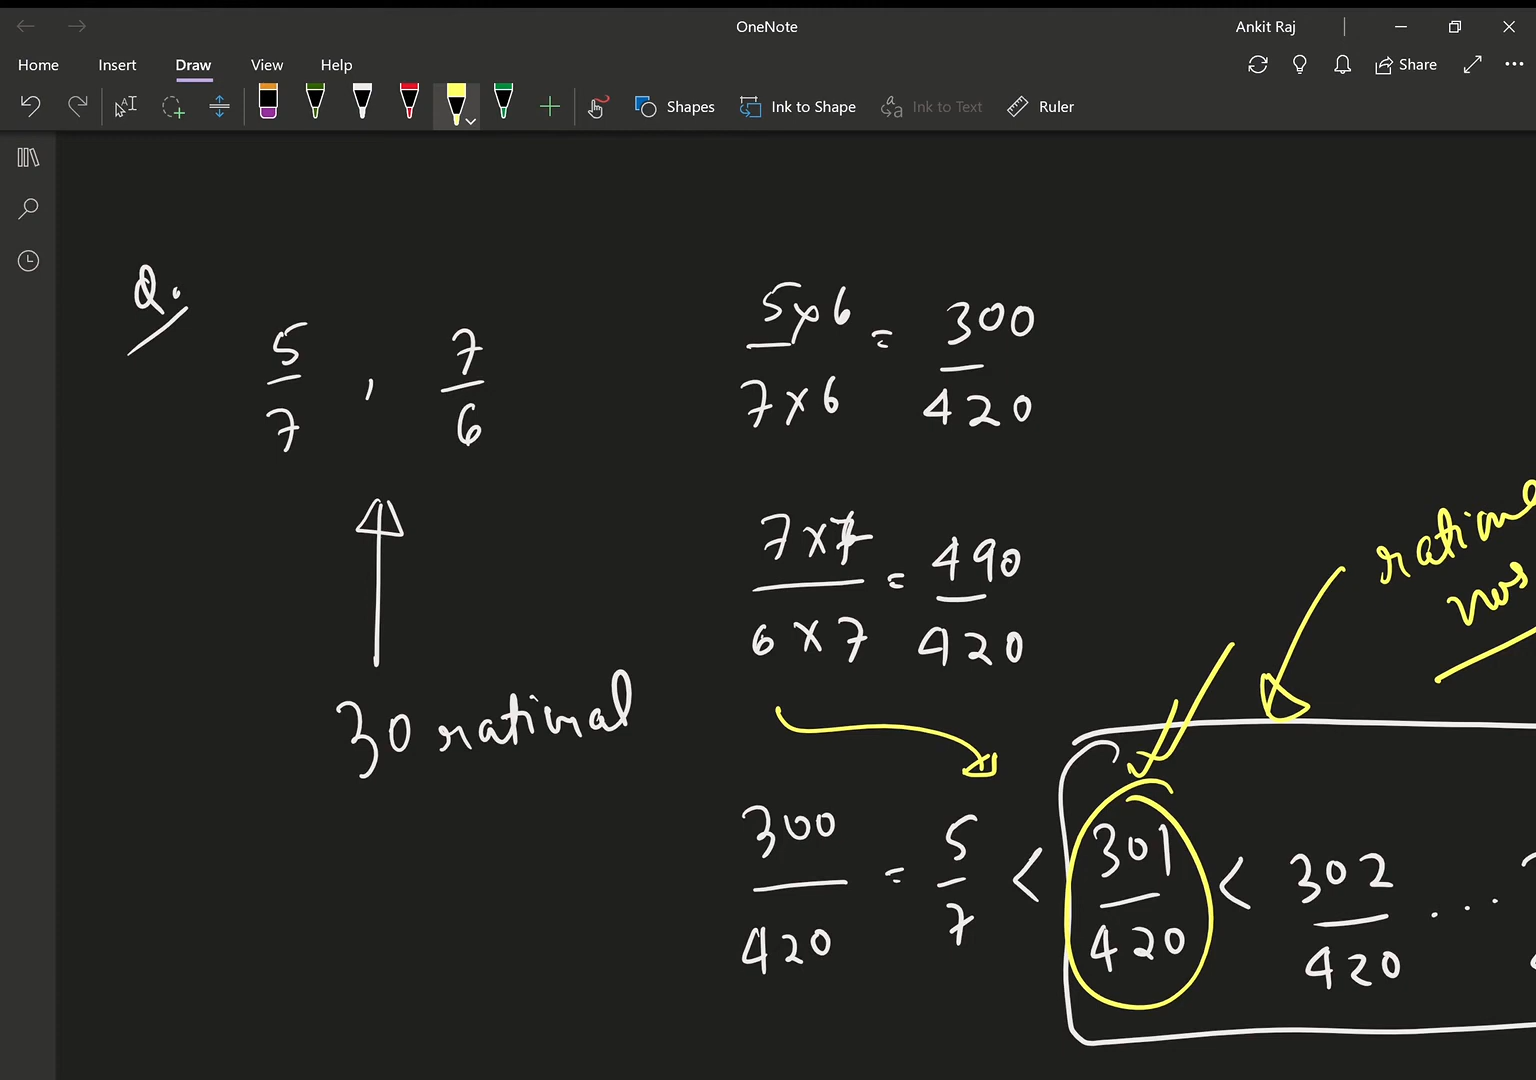 OneNote
Ankit Raj
Home Insert Draw View Help
Share
Shapes Ink to Shape Ink to Text Ruler
Q.
5/7 , 7/6
30 rational
5×6 / 7×6 = 300/420
7×7 / 6×7 = 490/420
nos
300/420 = 5/7 < 301/420 < 302/420 ...